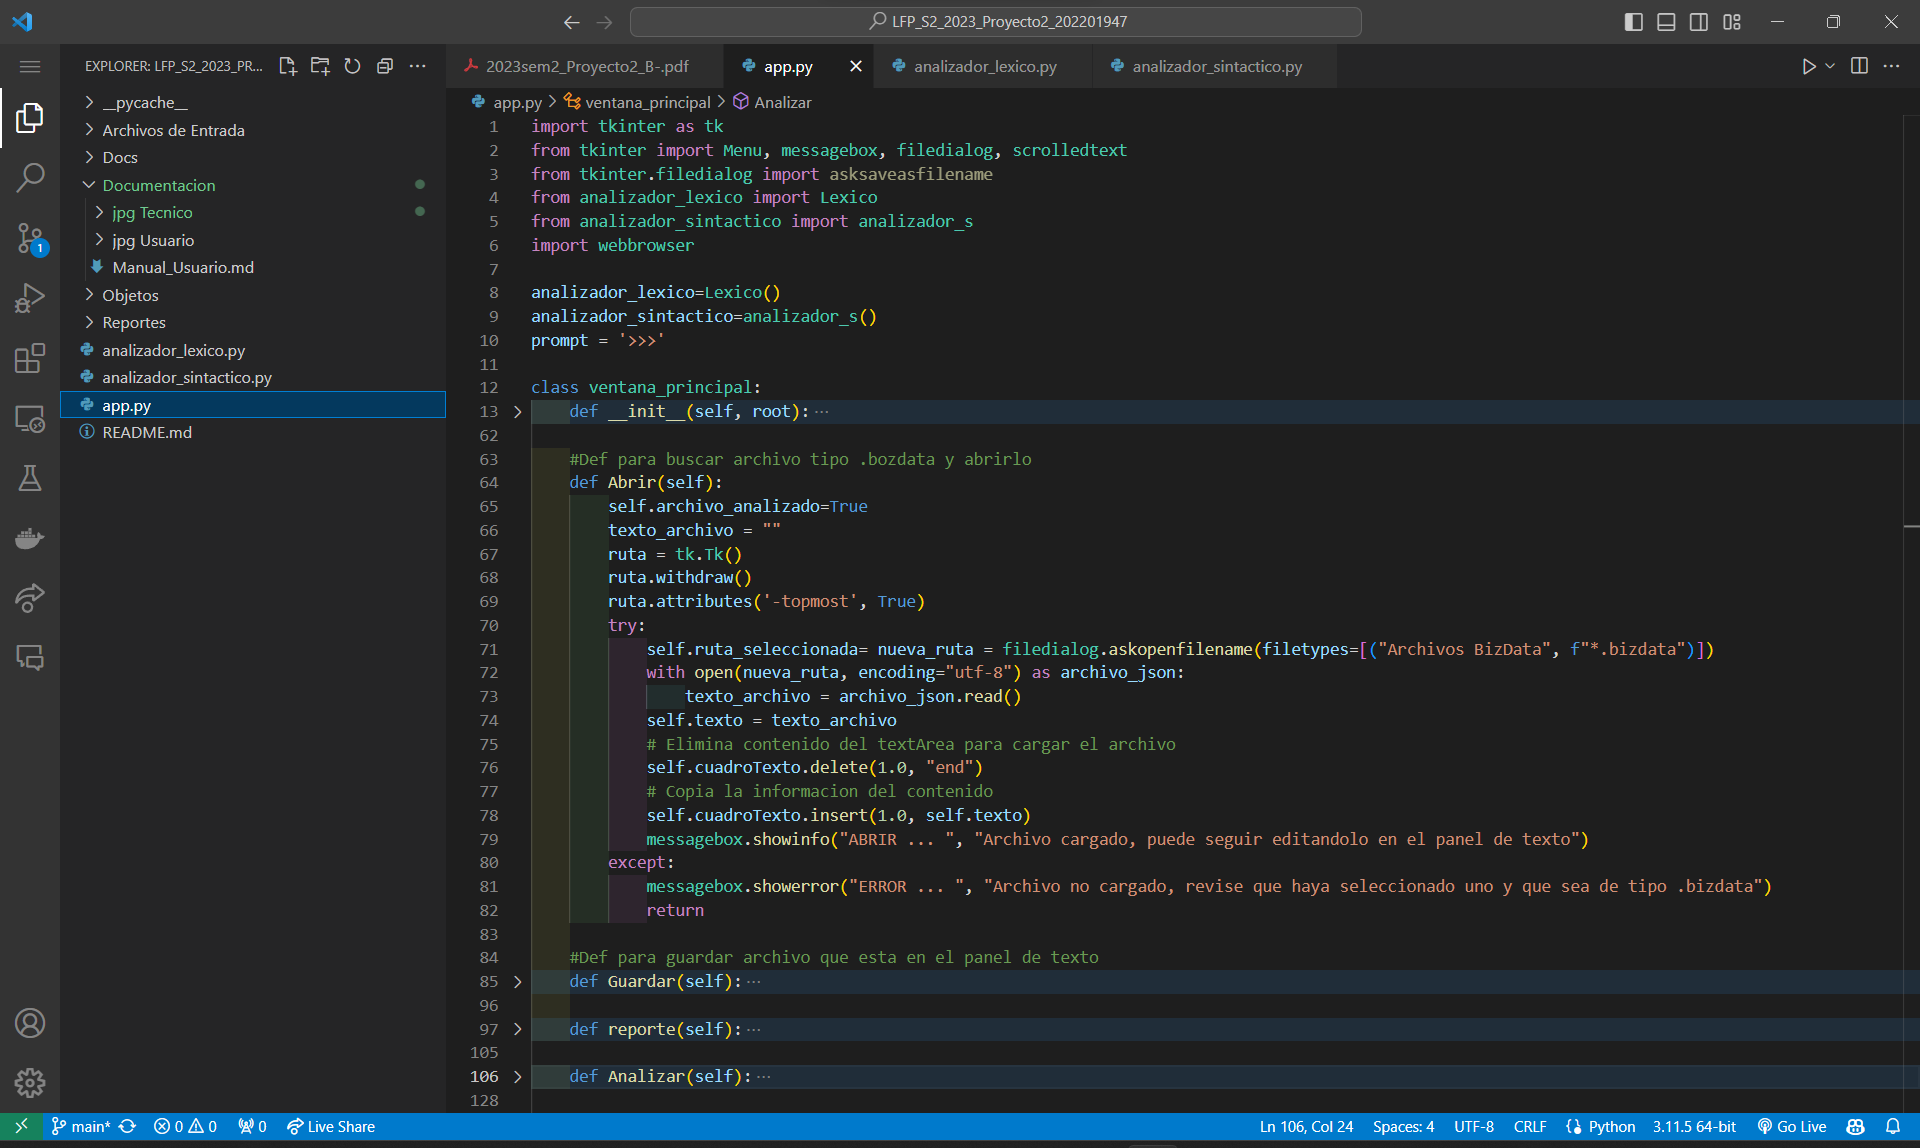 LFP_S2_2023_Proyecto2_202201947
EXPLORER: LFP_S2_2023_PR...
__pycache__
Archivos de Entrada
Docs
Documentacion
jpg Tecnico
jpg Usuario
Manual_Usuario.md
Objetos
Reportes
analizador_lexico.py
analizador_sintactico.py
app.py
README.md
1
2023sem2_Proyecto2_B-.pdf
app.py
analizador_lexico.py
analizador_sintactico.py
app.py > ventana_principal > Analizar
1 import tkinter as tk
2 from tkinter import Menu, messagebox, filedialog, scrolledtext
3 from tkinter.filedialog import asksaveasfilename
4 from analizador_lexico import Lexico
5 from analizador_sintactico import analizador_s
6 import webbrowser
7
8 analizador_lexico=Lexico()
9 analizador_sintactico=analizador_s()
10 prompt = '>>>'
11
12 class ventana_principal:
13 def __init__(self, root):···
62
63 #Def para buscar archivo tipo .bozdata y abrirlo
64 def Abrir(self):
65 self.archivo_analizado=True
66 texto_archivo = ""
67 ruta = tk.Tk()
68 ruta.withdraw()
69 ruta.attributes('-topmost', True)
70 try:
71 self.ruta_seleccionada= nueva_ruta = filedialog.askopenfilename(filetypes=[("Archivos BizData", f"*.bizdata")])
72 with open(nueva_ruta, encoding="utf-8") as archivo_json:
73 texto_archivo = archivo_json.read()
74 self.texto = texto_archivo
75 # Elimina contenido del textArea para cargar el archivo
76 self.cuadroTexto.delete(1.0, "end")
77 # Copia la informacion del contenido
78 self.cuadroTexto.insert(1.0, self.texto)
79 messagebox.showinfo("ABRIR ... ", "Archivo cargado, puede seguir editandolo en el panel de texto")
80 except:
81 messagebox.showerror("ERROR ... ", "Archivo no cargado, revise que haya seleccionado uno y que sea de tipo .bizdata")
82 return
83
84 #Def para guardar archivo que esta en el panel de texto
85 def Guardar(self):···
96
97 def reporte(self):···
105
106 def Analizar(self):···
128
main* 0 0 0 Live Share Ln 106, Col 24 Spaces: 4 UTF-8 CRLF Python 3.11.5 64-bit Go Live